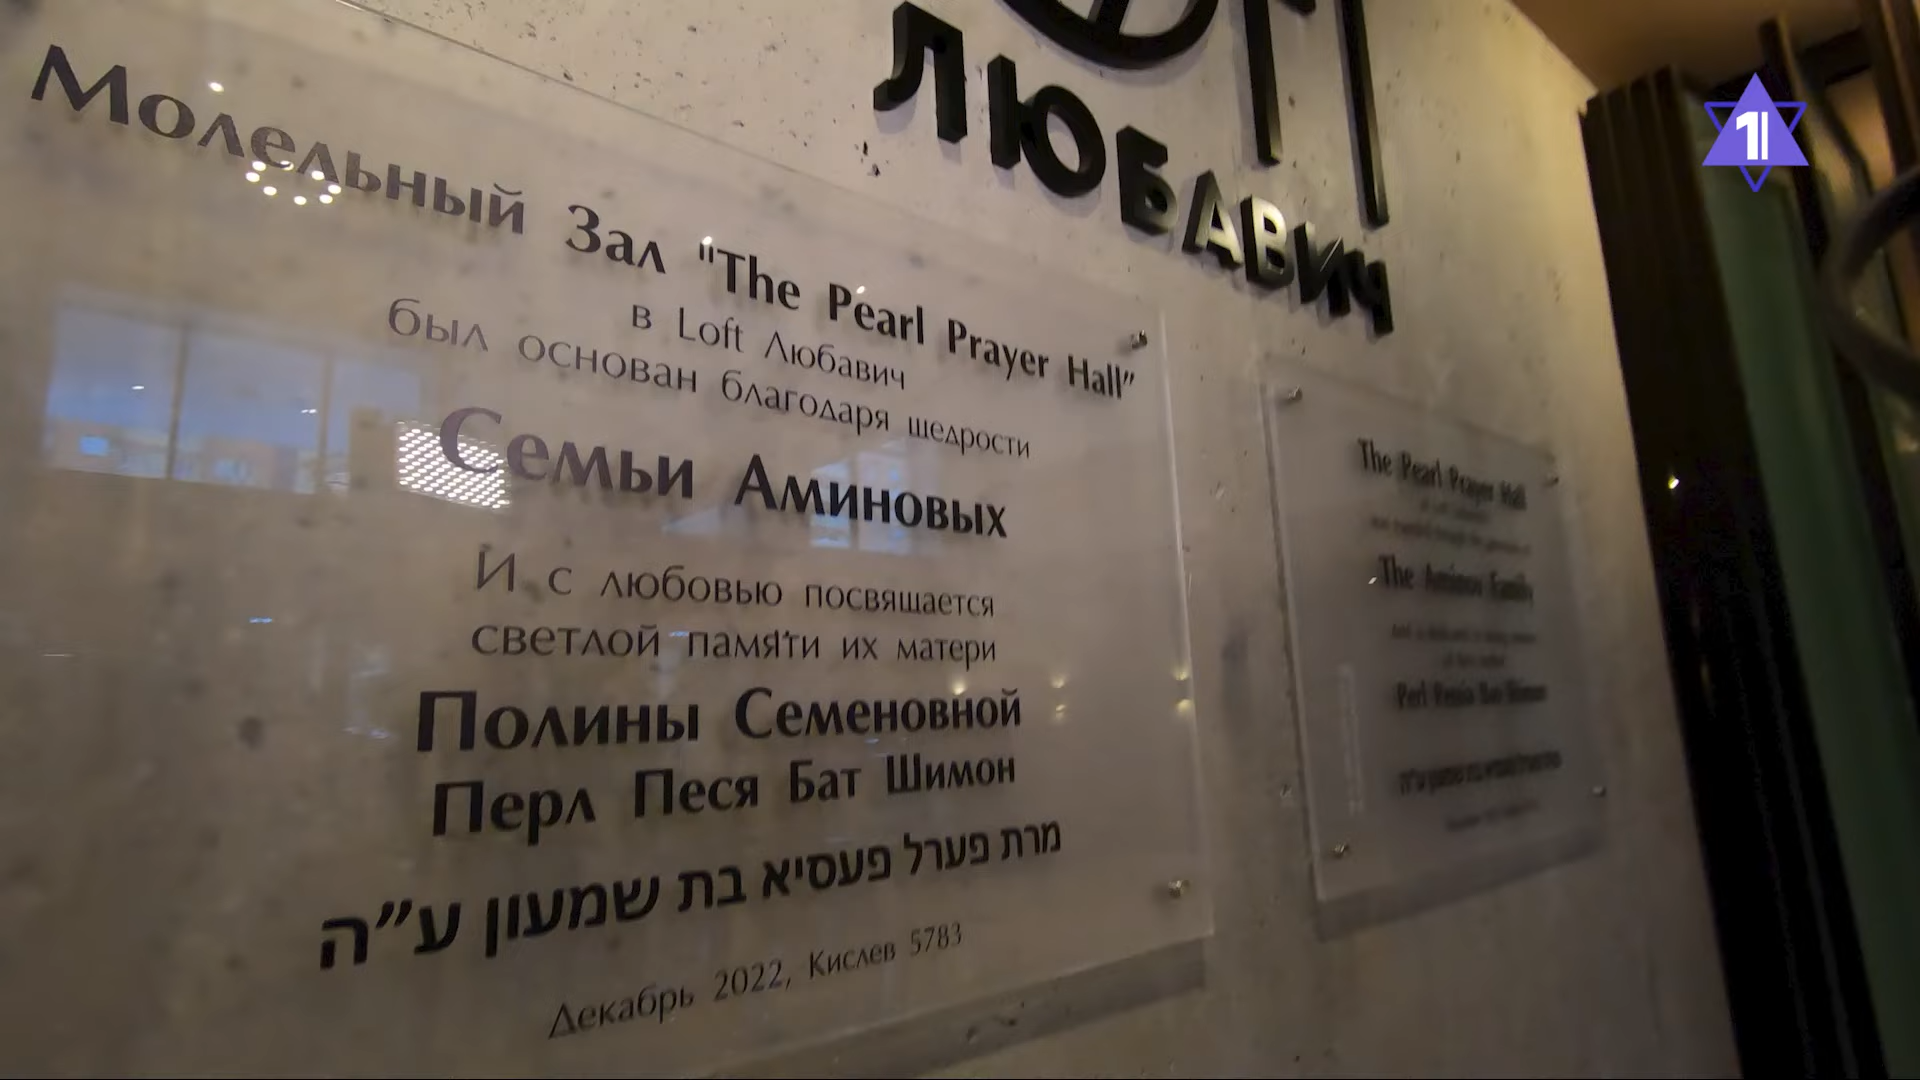 ЛЮБАВИЧ
1
Молельный Зал "The Pearl Prayer Hall"
в Loft Любавич
был основан благодаря щедрости
Семьи Аминовых
И с любовью посвящается
светлой памяти их матери
Полины Семеновной
Перл Песя Бат Шимон
מרת פערל פעסיא בת שמעון ע״ה
Декабрь 2022, Кислев 5783
The Pearl Prayer Hall
The Aminov Family